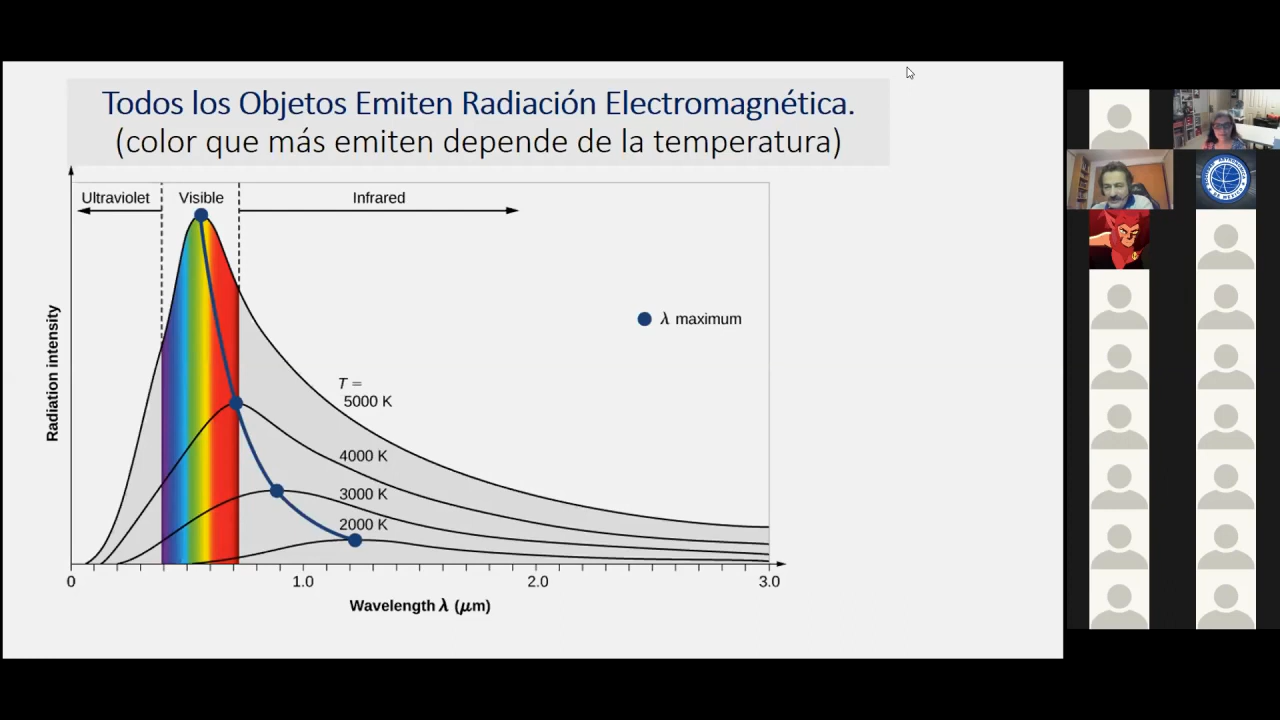 Todos los Objetos Emiten Radiación Electromagnética.
(color que más emiten depende de la temperatura)
Ultraviolet
Visible
Infrared
λ maximum
T =
5000 K
4000 K
3000 K
2000 K
Radiation intensity
0
1.0
2.0
3.0
Wavelength λ (μm)